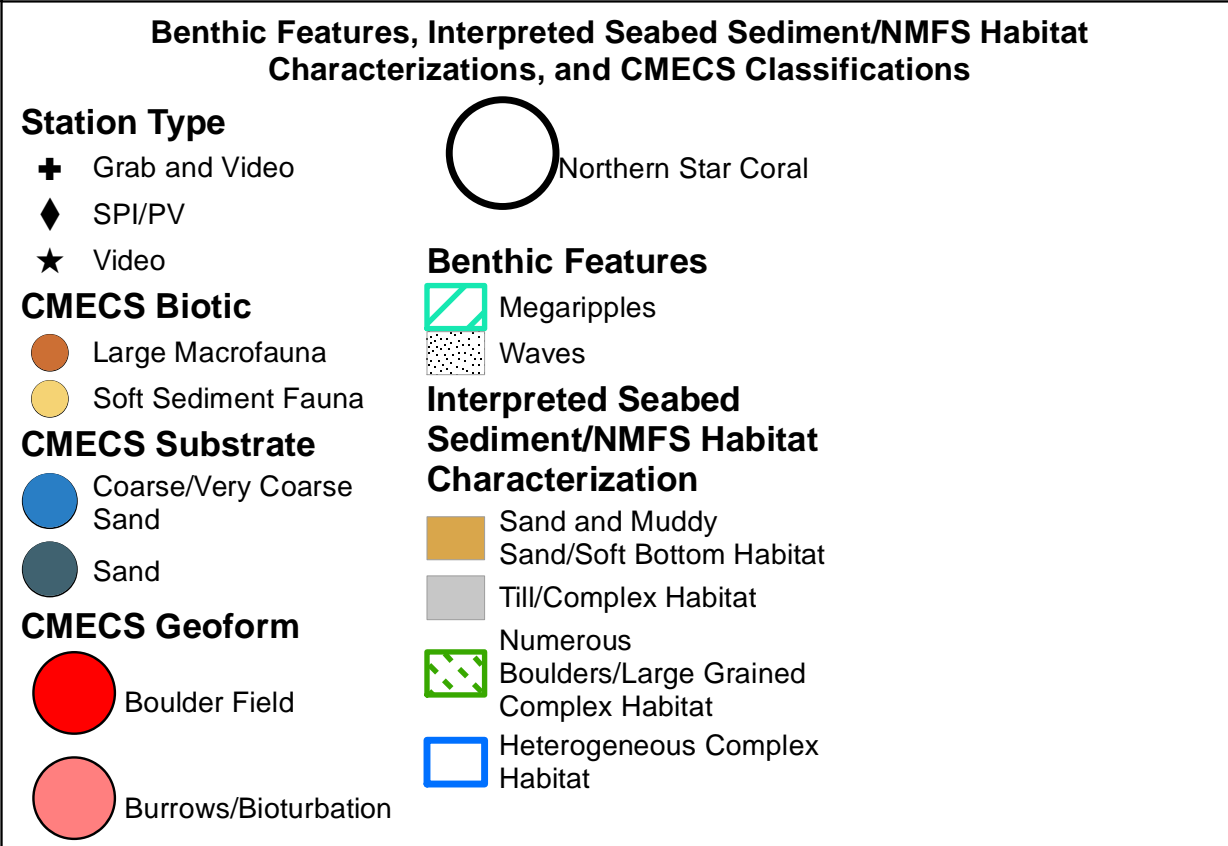 Benthic Features, Interpreted Seabed Sediment/NMFS Habitat
Characterizations, and CMECS Classifications
Station Type
Grab and Video
SPI/PV
Video
CMECS Biotic
Large Macrofauna
Soft Sediment Fauna
CMECS Substrate
Coarse/Very Coarse
Sand
Sand
CMECS Geoform
Boulder Field
Burrows/Bioturbation
Northern Star Coral
Benthic Features
Megaripples
Waves
Interpreted Seabed
Sediment/NMFS Habitat
Characterization
Sand and Muddy
Sand/Soft Bottom Habitat
Till/Complex Habitat
Numerous
Boulders/Large Grained
Complex Habitat
Heterogeneous Complex
Habitat